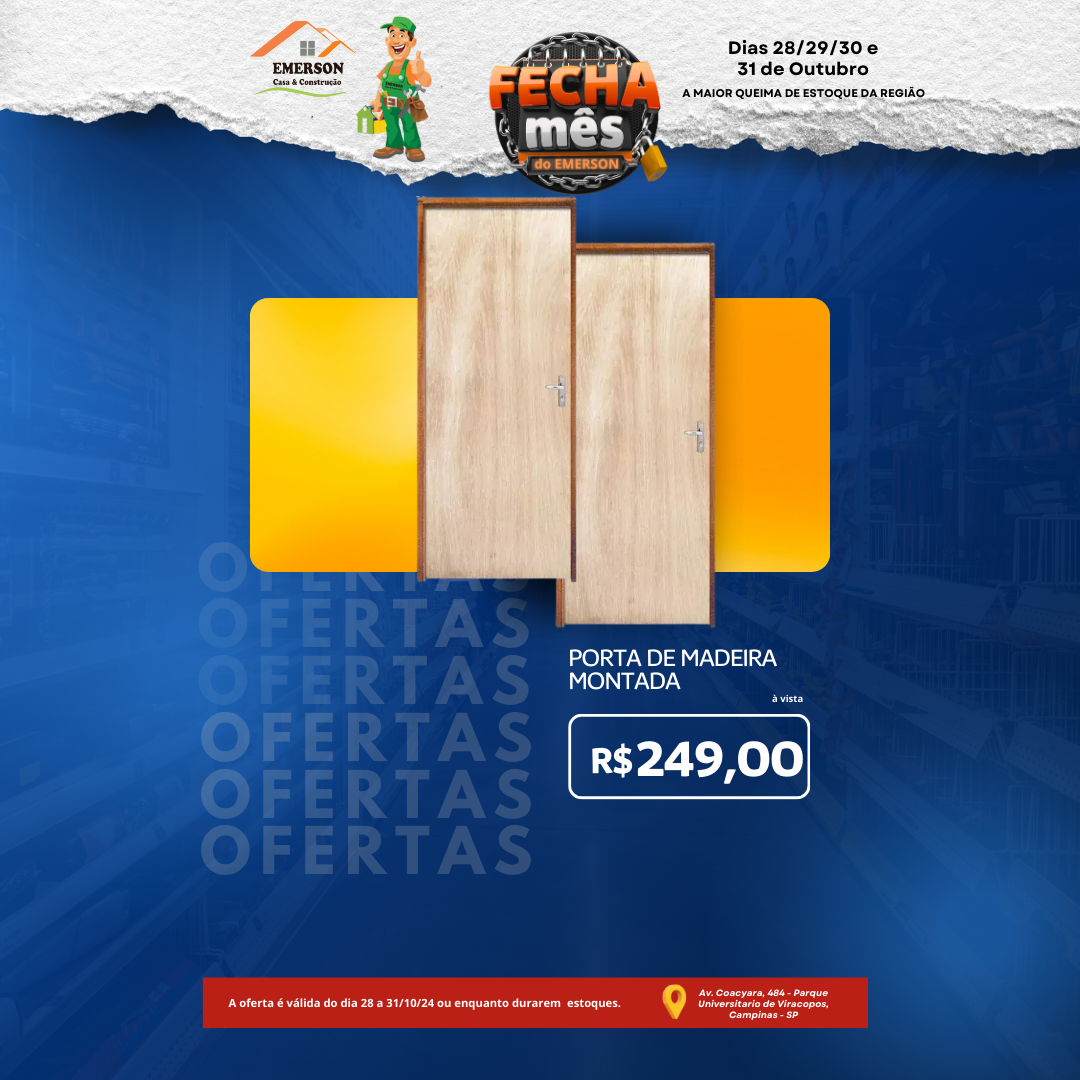 EMERSON
Casa & Construção
FECHA
mês
do EMERSON
Dias 28/29/30 e
31 de Outubro
A MAIOR QUEIMA DE ESTOQUE DA REGIÃO
OFERTAS
OFERTAS
OFERTAS
OFERTAS
OFERTAS
OFERTAS
PORTA DE MADEIRA
MONTADA
à vista
R$249,00
A oferta é válida do dia 28 a 31/10/24 ou enquanto durarem estoques.
Av. Coacyara, 484 - Parque
Universitario de Viracopos,
Campinas - SP